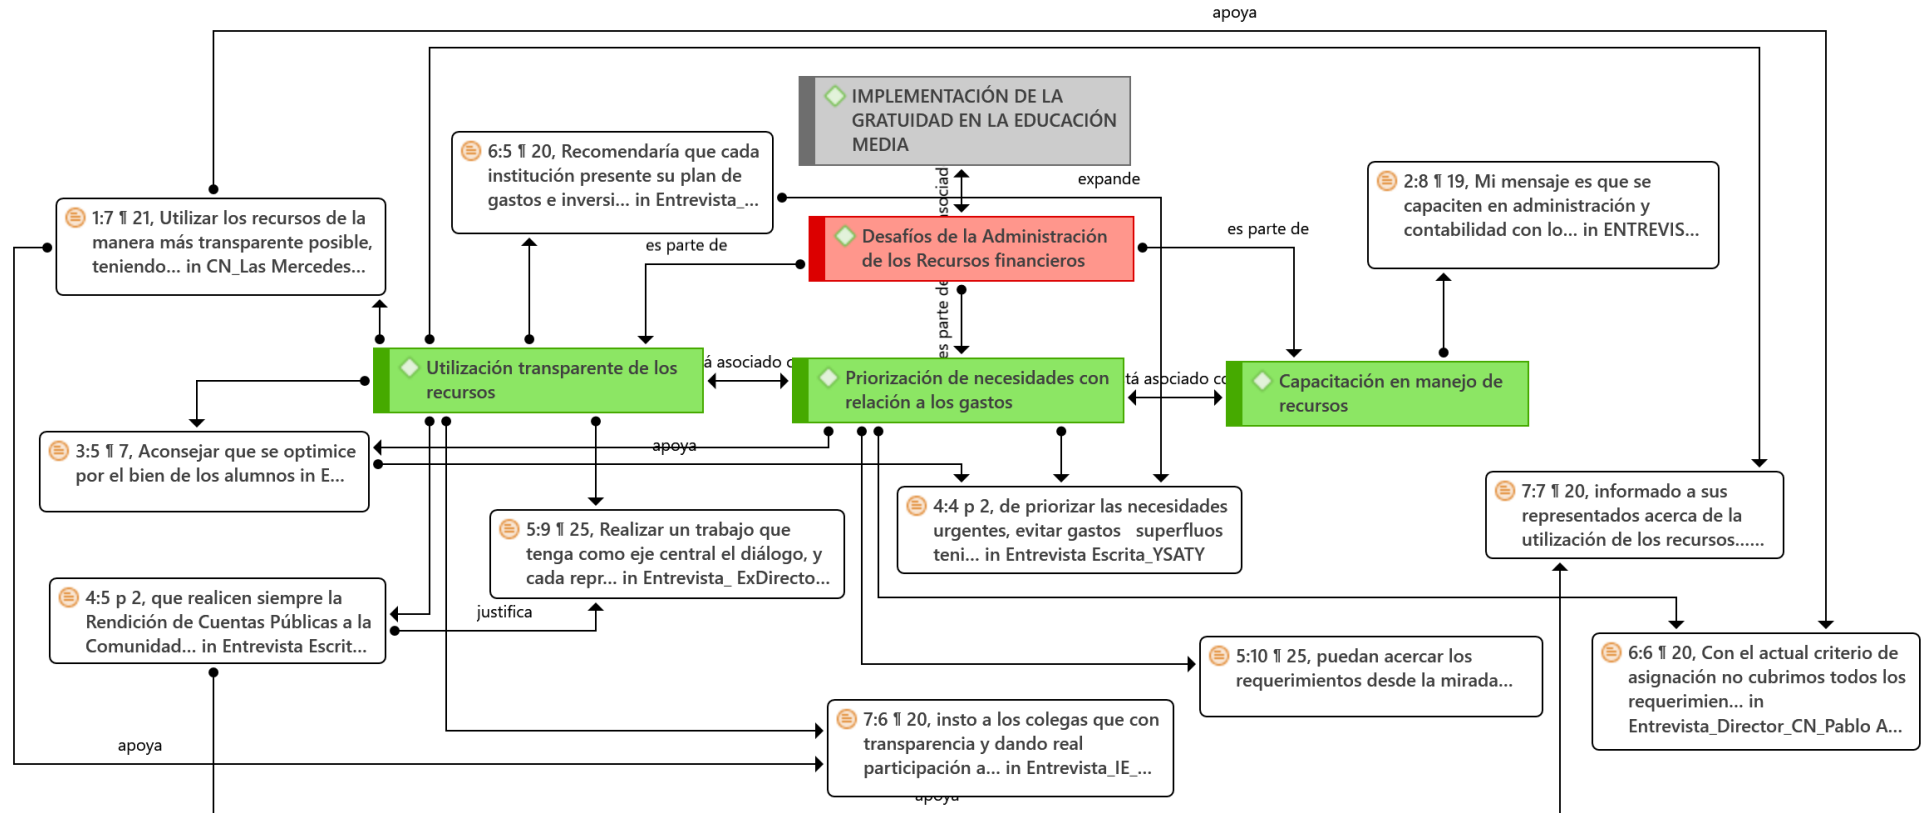 apoya
IMPLEMENTACIÓN DE LA
GRATUIDAD EN LA EDUCACIÓN
MEDIA
6:5 ¶ 20, Recomendaría que cada
institución presente su plan de
gastos e inversi... in Entrevista_...
expande
asociad
2:8 ¶ 19, Mi mensaje es que se
capaciten en administración y
contabilidad con lo... in ENTREVIS...
1:7 ¶ 21, Utilizar los recursos de la
manera más transparente posible,
teniendo... in CN_Las Mercedes...
es parte de
Desafíos de la Administración
de los Recursos financieros
es parte de
es parte de
Utilización transparente de los
recursos
á asociado c
Priorización de necesidades con
relación a los gastos
tá asociado co
Capacitación en manejo de
recursos
3:5 ¶ 7, Aconsejar que se optimice
por el bien de los alumnos in E...
apoya
5:9 ¶ 25, Realizar un trabajo que
tenga como eje central el diálogo, y
cada repr... in Entrevista_ ExDirecto...
4:4 p 2, de priorizar las necesidades
urgentes, evitar gastos superfluos
teni... in Entrevista Escrita_YSATY
7:7 ¶ 20, informado a sus
representados acerca de la
utilización de los recursos......
4:5 p 2, que realicen siempre la
Rendición de Cuentas Públicas a la
Comunidad... in Entrevista Escrit...
justifica
5:10 ¶ 25, puedan acercar los
requerimientos desde la mirada...
6:6 ¶ 20, Con el actual criterio de
asignación no cubrimos todos los
requerimien... in
Entrevista_Director_CN_Pablo A...
apoya
7:6 ¶ 20, insto a los colegas que con
transparencia y dando real
participación a... in Entrevista_IE_...
apoya